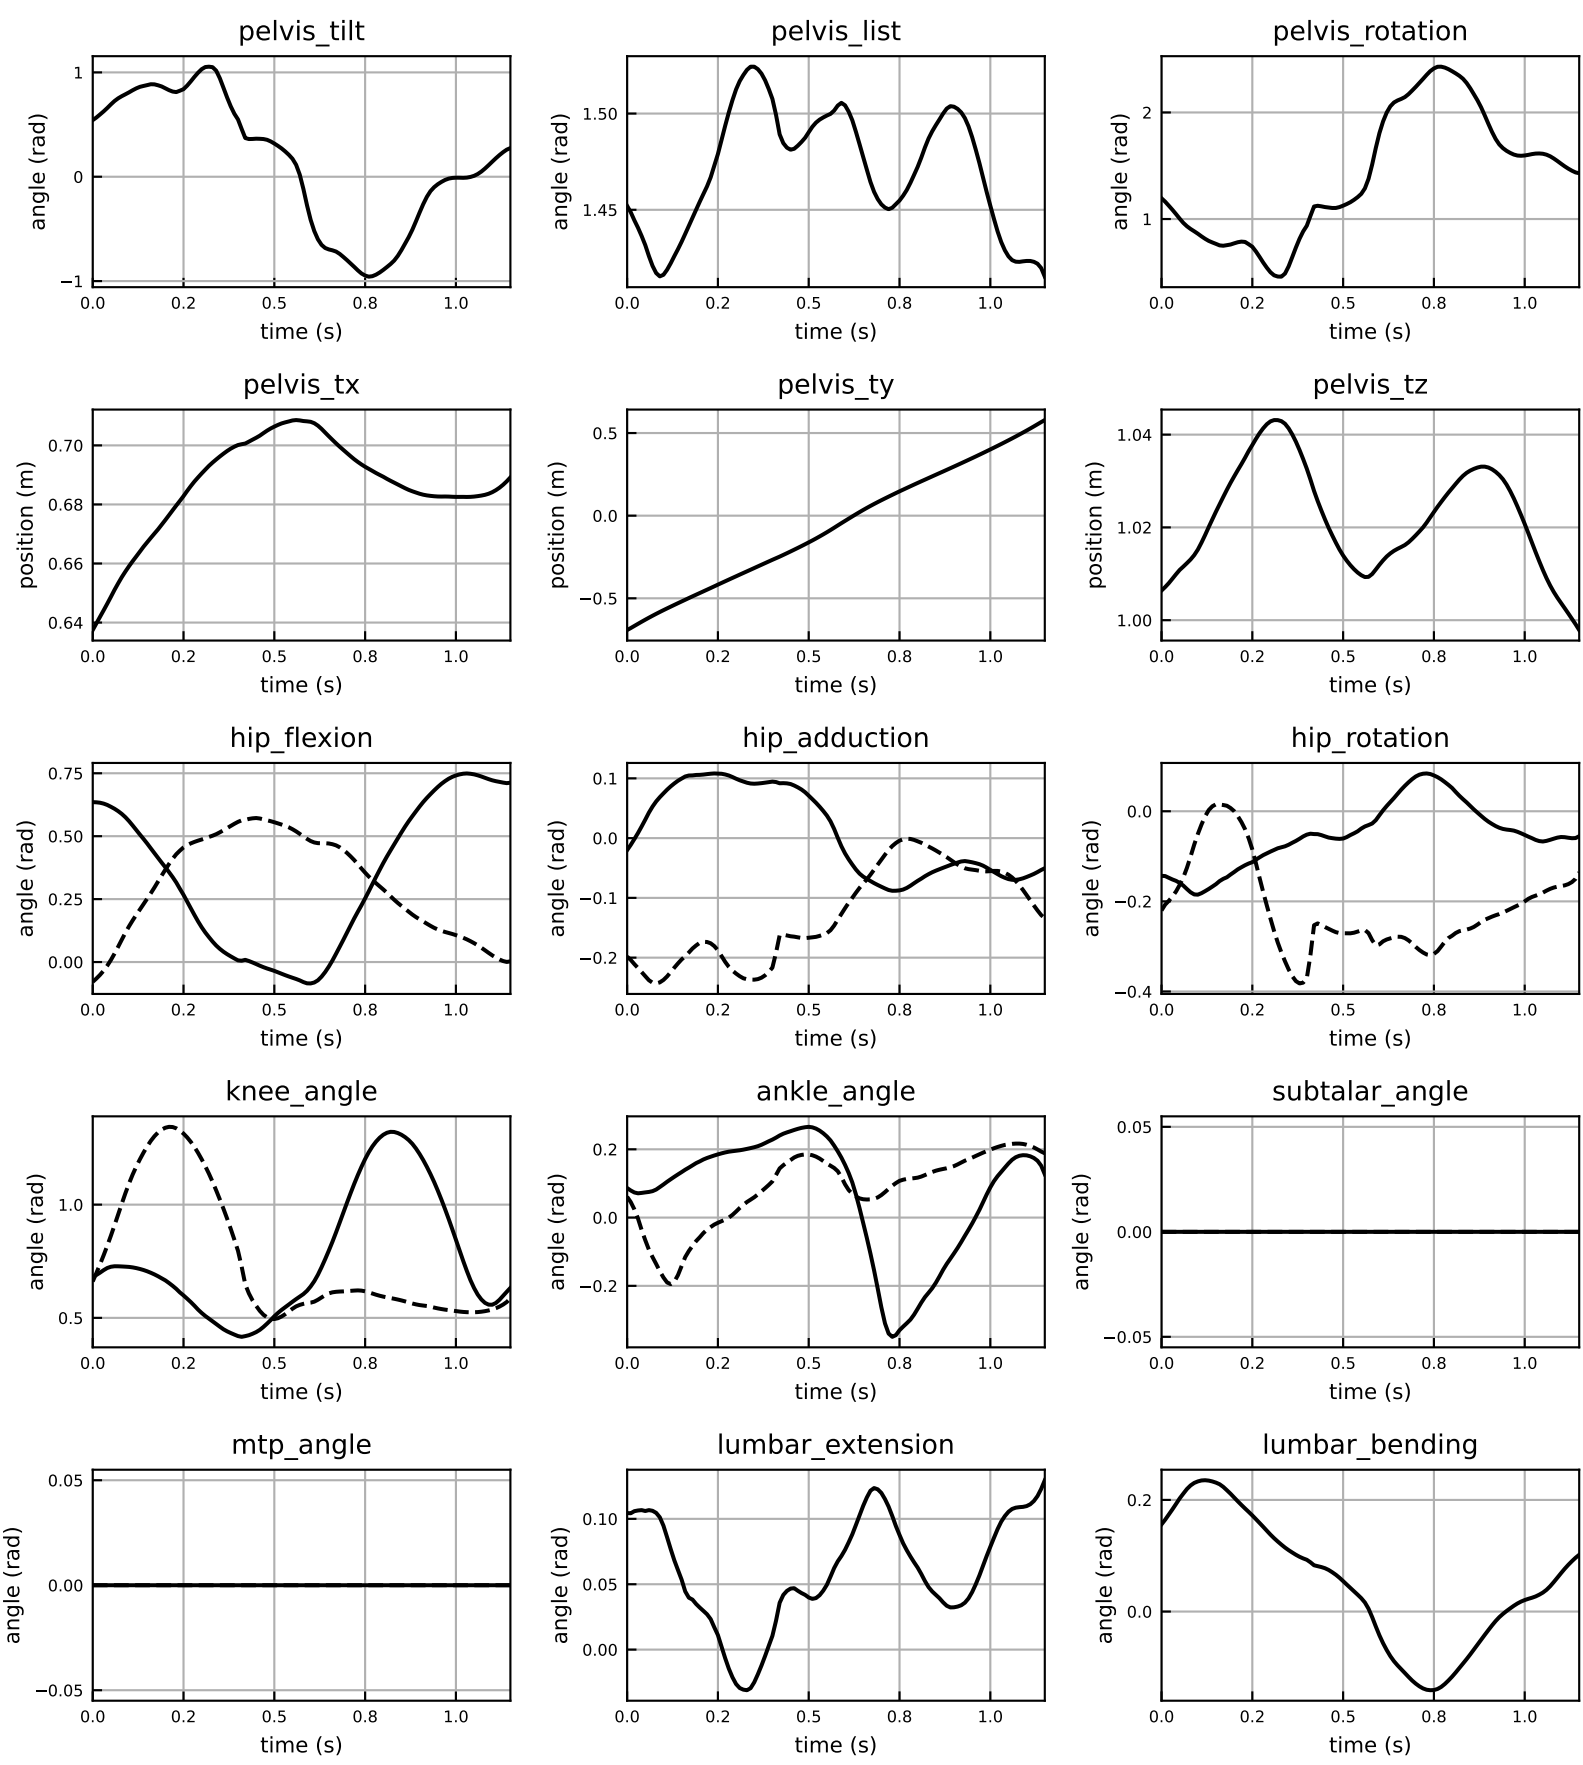 pelvis_tilt
pelvis_list
pelvis_rotation
angle (rad)
1
0
−1
0.0 0.2 0.5 0.8 1.0
time (s)
angle (rad)
1.50
1.45
0.0 0.2 0.5 0.8 1.0
time (s)
angle (rad)
2
1
0.0 0.2 0.5 0.8 1.0
time (s)
pelvis_tx
pelvis_ty
pelvis_tz
position (m)
0.70
0.68
0.66
0.64
0.0 0.2 0.5 0.8 1.0
time (s)
position (m)
0.5
0.0
−0.5
0.0 0.2 0.5 0.8 1.0
time (s)
position (m)
1.04
1.02
1.00
0.0 0.2 0.5 0.8 1.0
time (s)
hip_flexion
hip_adduction
hip_rotation
angle (rad)
0.75
0.50
0.25
0.00
0.0 0.2 0.5 0.8 1.0
time (s)
angle (rad)
0.1
0.0
−0.1
−0.2
0.0 0.2 0.5 0.8 1.0
time (s)
angle (rad)
0.0
−0.2
−0.4
0.0 0.2 0.5 0.8 1.0
time (s)
knee_angle
ankle_angle
subtalar_angle
angle (rad)
1.0
0.5
0.0 0.2 0.5 0.8 1.0
time (s)
angle (rad)
0.2
0.0
−0.2
0.0 0.2 0.5 0.8 1.0
time (s)
angle (rad)
0.05
0.00
−0.05
0.0 0.2 0.5 0.8 1.0
time (s)
mtp_angle
lumbar_extension
lumbar_bending
angle (rad)
0.05
0.00
−0.05
0.0 0.2 0.5 0.8 1.0
time (s)
angle (rad)
0.10
0.05
0.00
0.0 0.2 0.5 0.8 1.0
time (s)
angle (rad)
0.2
0.0
0.0 0.2 0.5 0.8 1.0
time (s)